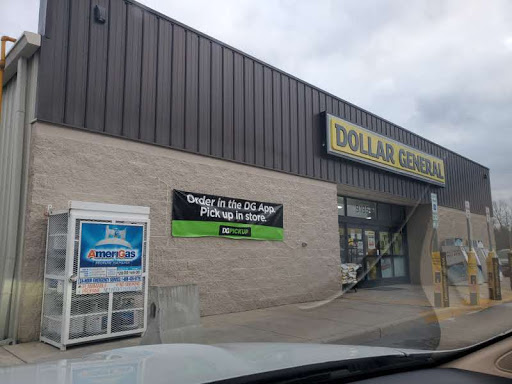 DOLLAR GENERAL
Order in the DG App.
Pick up in store.
DGPICKUP
AmeriGas